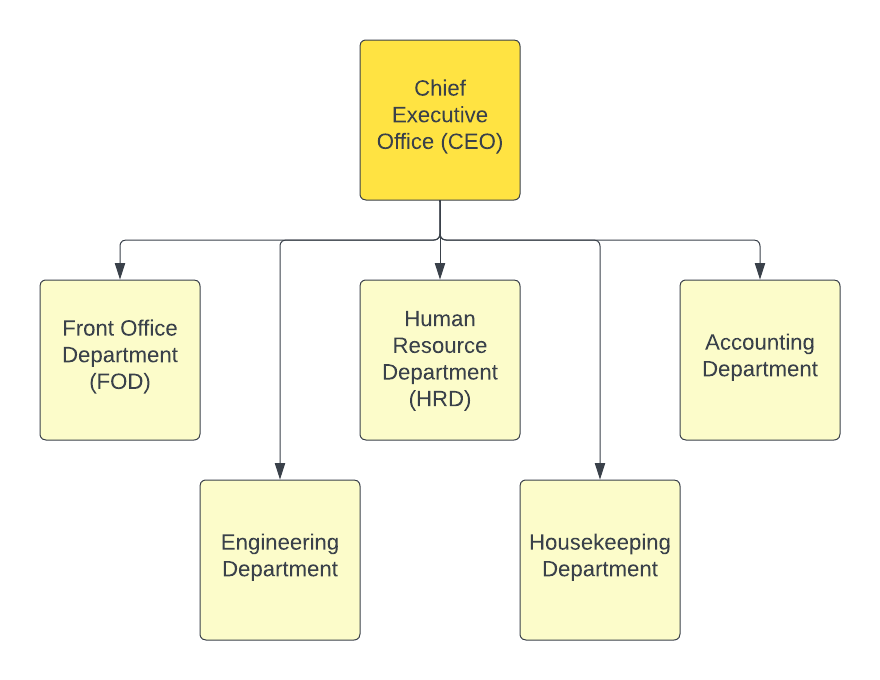 Chief
Executive
Office (CEO)
Front Office
Department
(FOD)
Human
Resource
Department
(HRD)
Accounting
Department
Engineering
Department
Housekeeping
Department